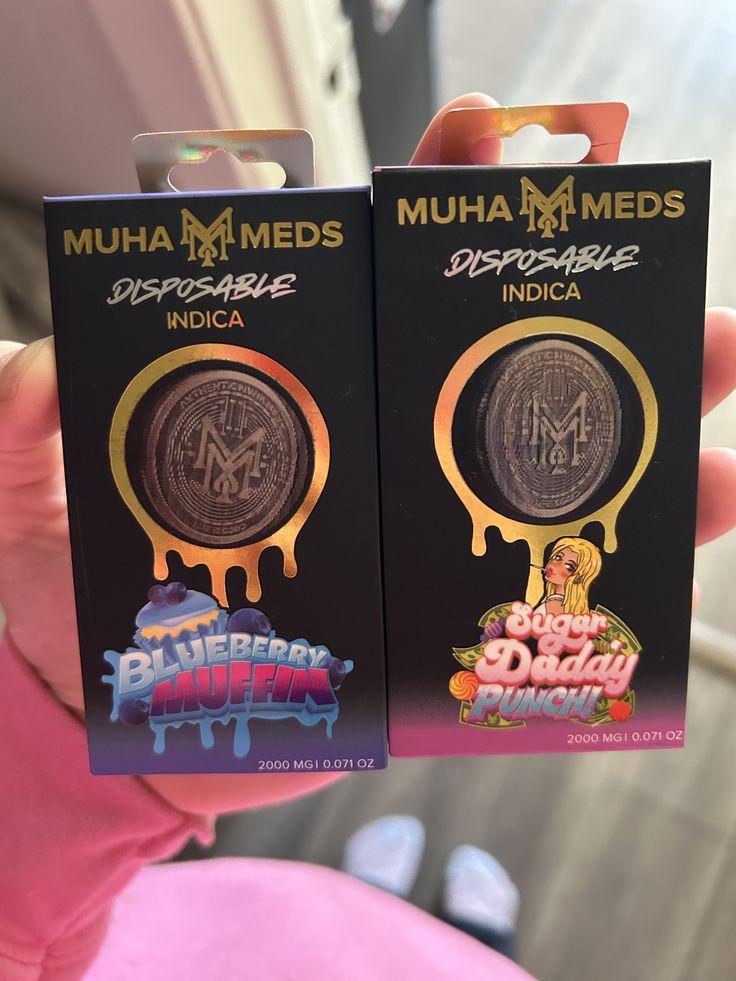 MUHA MEDS
DISPOSABLE
INDICA
BLUEBERRY
MUFFIN
2000 MG | 0.071 OZ
MUHA MEDS
DISPOSABLE
INDICA
Sugar
Daddy
PUNCH!
2000 MG | 0.071 OZ